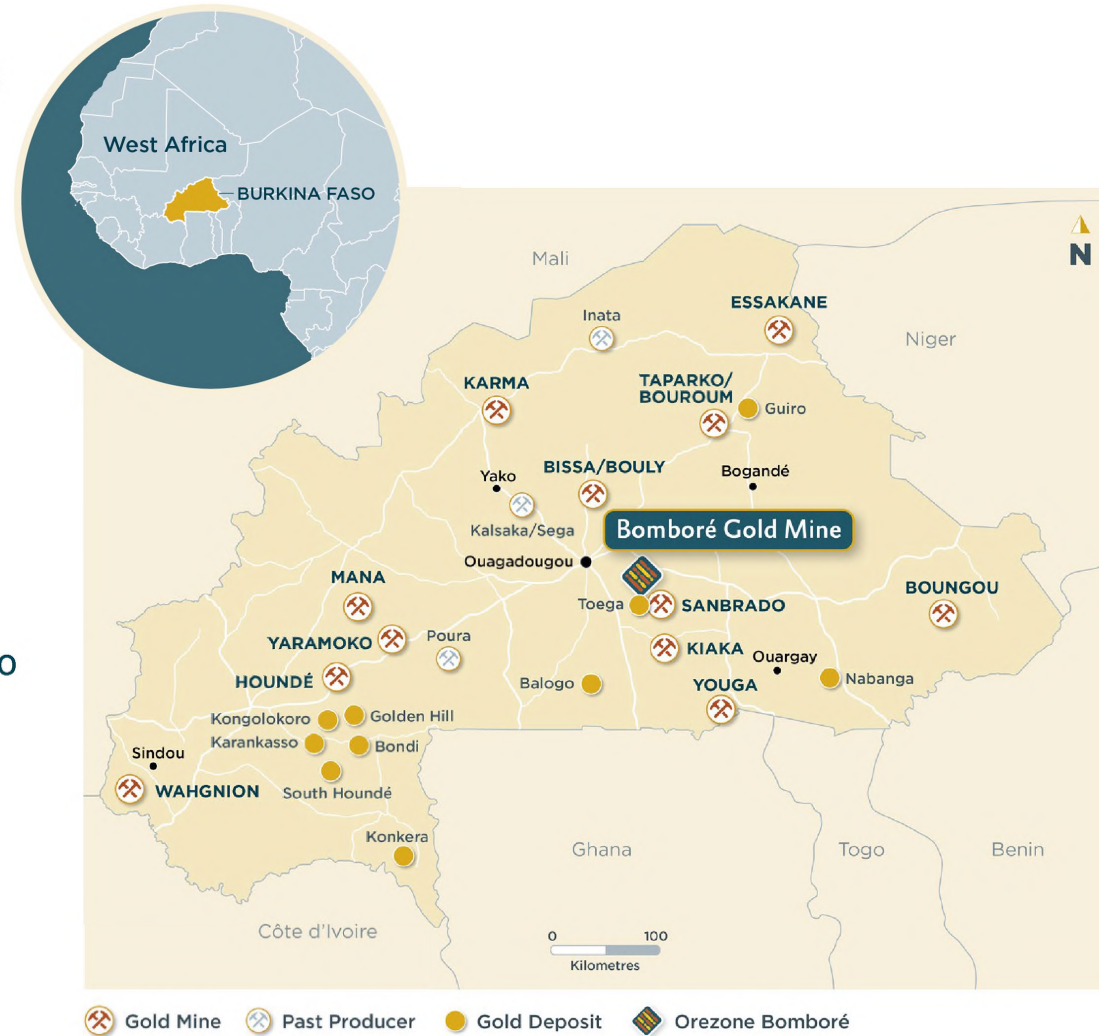 West Africa
BURKINA FASO
N
Mali
Niger
ESSAKANE
Inata
KARMA
TAPARKO/
BOUROUM
Guiro
Yako
BISSA/BOULY
Bogandé
Kalsaka/Sega
Bomboré Gold Mine
Ouagadougou
MANA
Toega
SANBRADO
BOUNGOU
YARAMOKO
Poura
KIAKA
Ouargay
HOUNDÉ
Balogo
YOUGA
Nabanga
O
Kongolokoro
Golden Hill
Karankasso
Bondi
Sindou
WAHGNION
South Houndé
Konkera
Ghana
Togo
Benin
Côte d'Ivoire
0 100
Kilometres
Gold Mine Past Producer Gold Deposit Orezone Bomboré